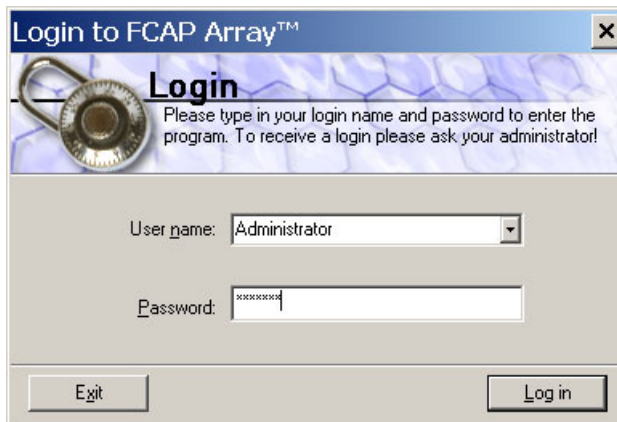 Login to FCAP Array™
Login
Please type in your login name and password to enter the
program. To receive a login please ask your administrator!
User name: Administrator
Password: *******
Exit Log in